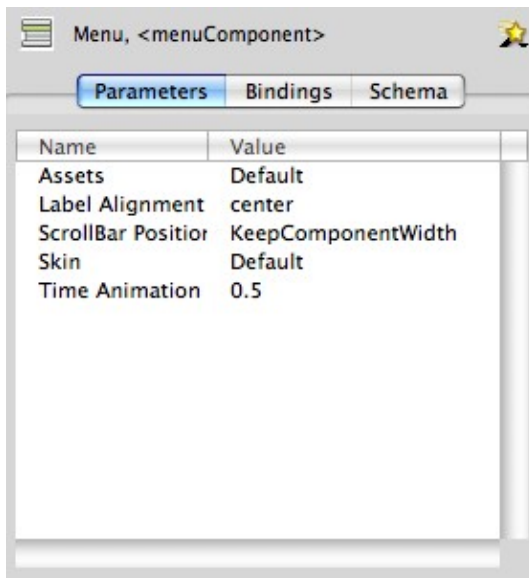 Menu, <menuComponent>
Parameters Bindings Schema
Name Value
Assets Default
Label Alignment center
ScrollBar Position KeepComponentWidth
Skin Default
Time Animation 0.5